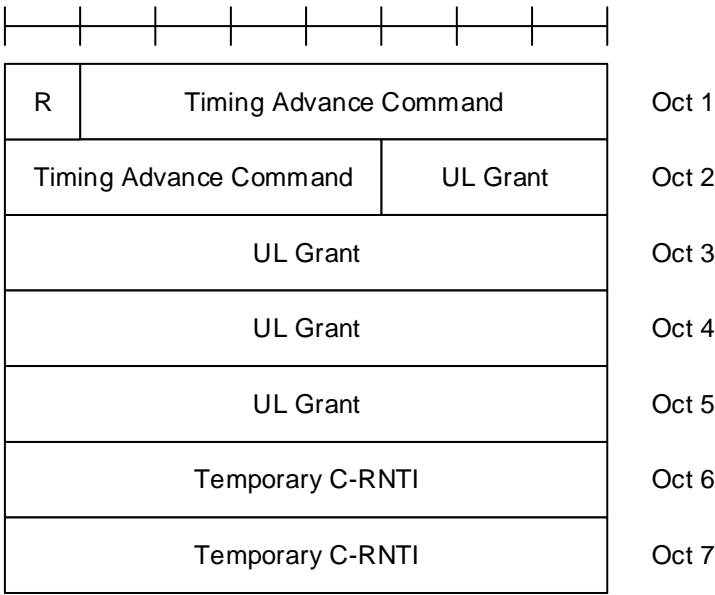 R Timing Advance Command Oct 1
Timing Advance Command UL Grant Oct 2
UL Grant Oct 3
UL Grant Oct 4
UL Grant Oct 5
Temporary C-RNTI Oct 6
Temporary C-RNTI Oct 7